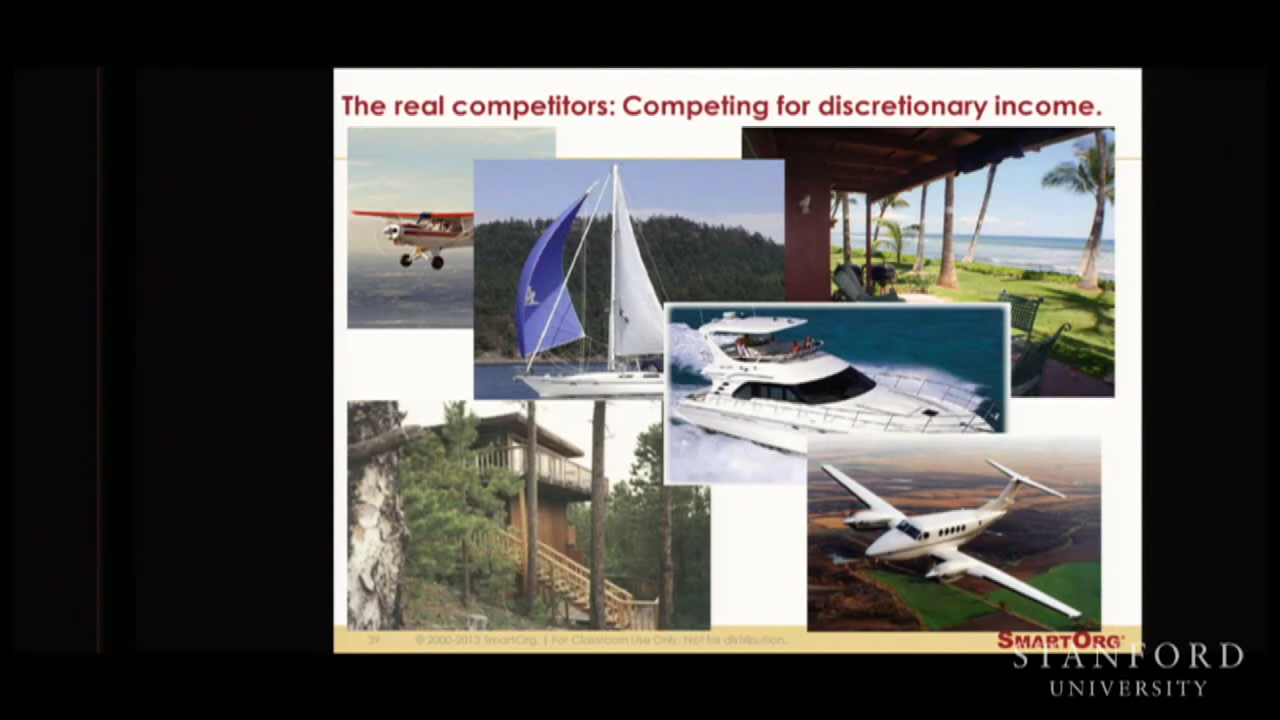 The real competitors: Competing for discretionary income.
39 © 2000-2013 SmartOrg. | For Classroom Use Only. Not for distribution.
SMARTORG®
STANFORD
UNIVERSITY